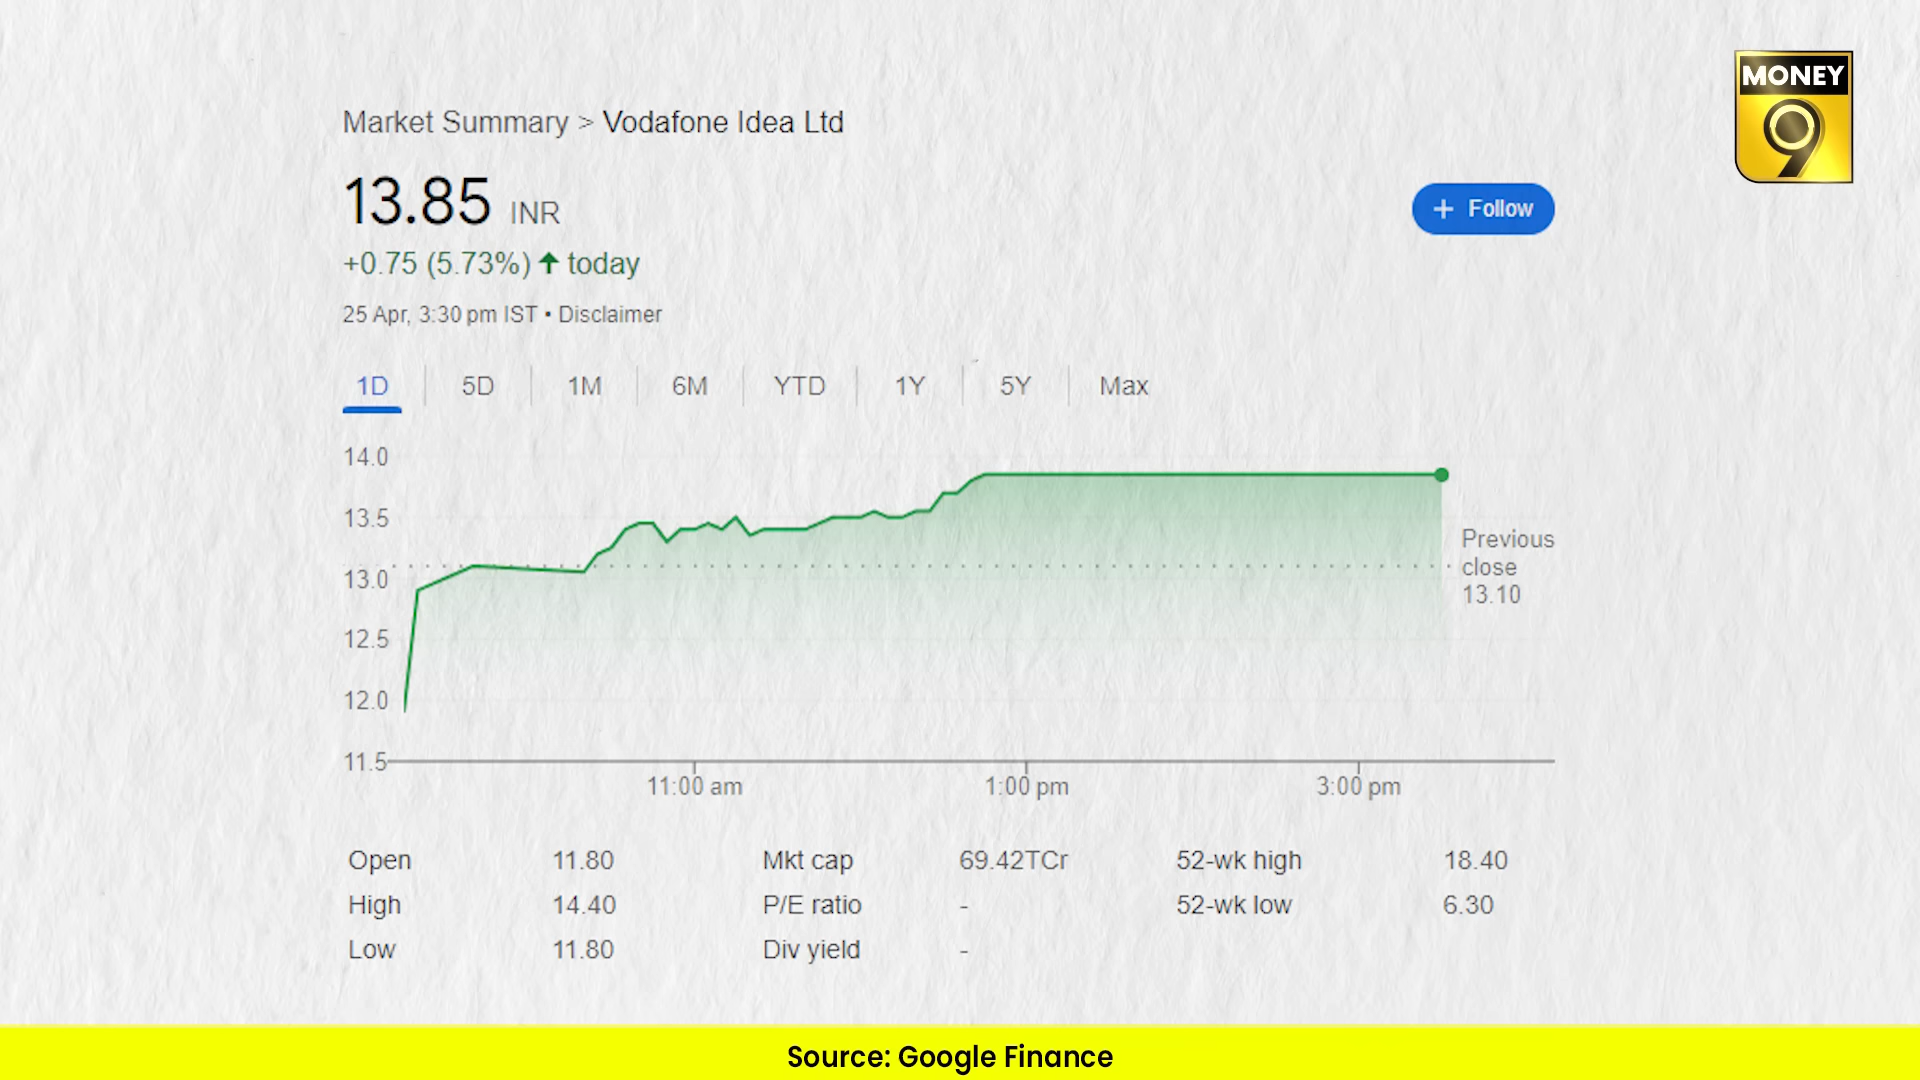 MONEY
9
Market Summary > Vodafone Idea Ltd
13.85 INR
+ Follow
+0.75 (5.73%) ↑ today
25 Apr, 3:30 pm IST • Disclaimer
1D 5D 1M 6M YTD 1Y 5Y Max
14.0
13.5
Previous
close
13.10
13.0
12.5
12.0
11.5
11:00 am 1:00 pm 3:00 pm
Open 11.80 Mkt cap 69.42TCr 52-wk high 18.40
High 14.40 P/E ratio - 52-wk low 6.30
Low 11.80 Div yield -
Source: Google Finance